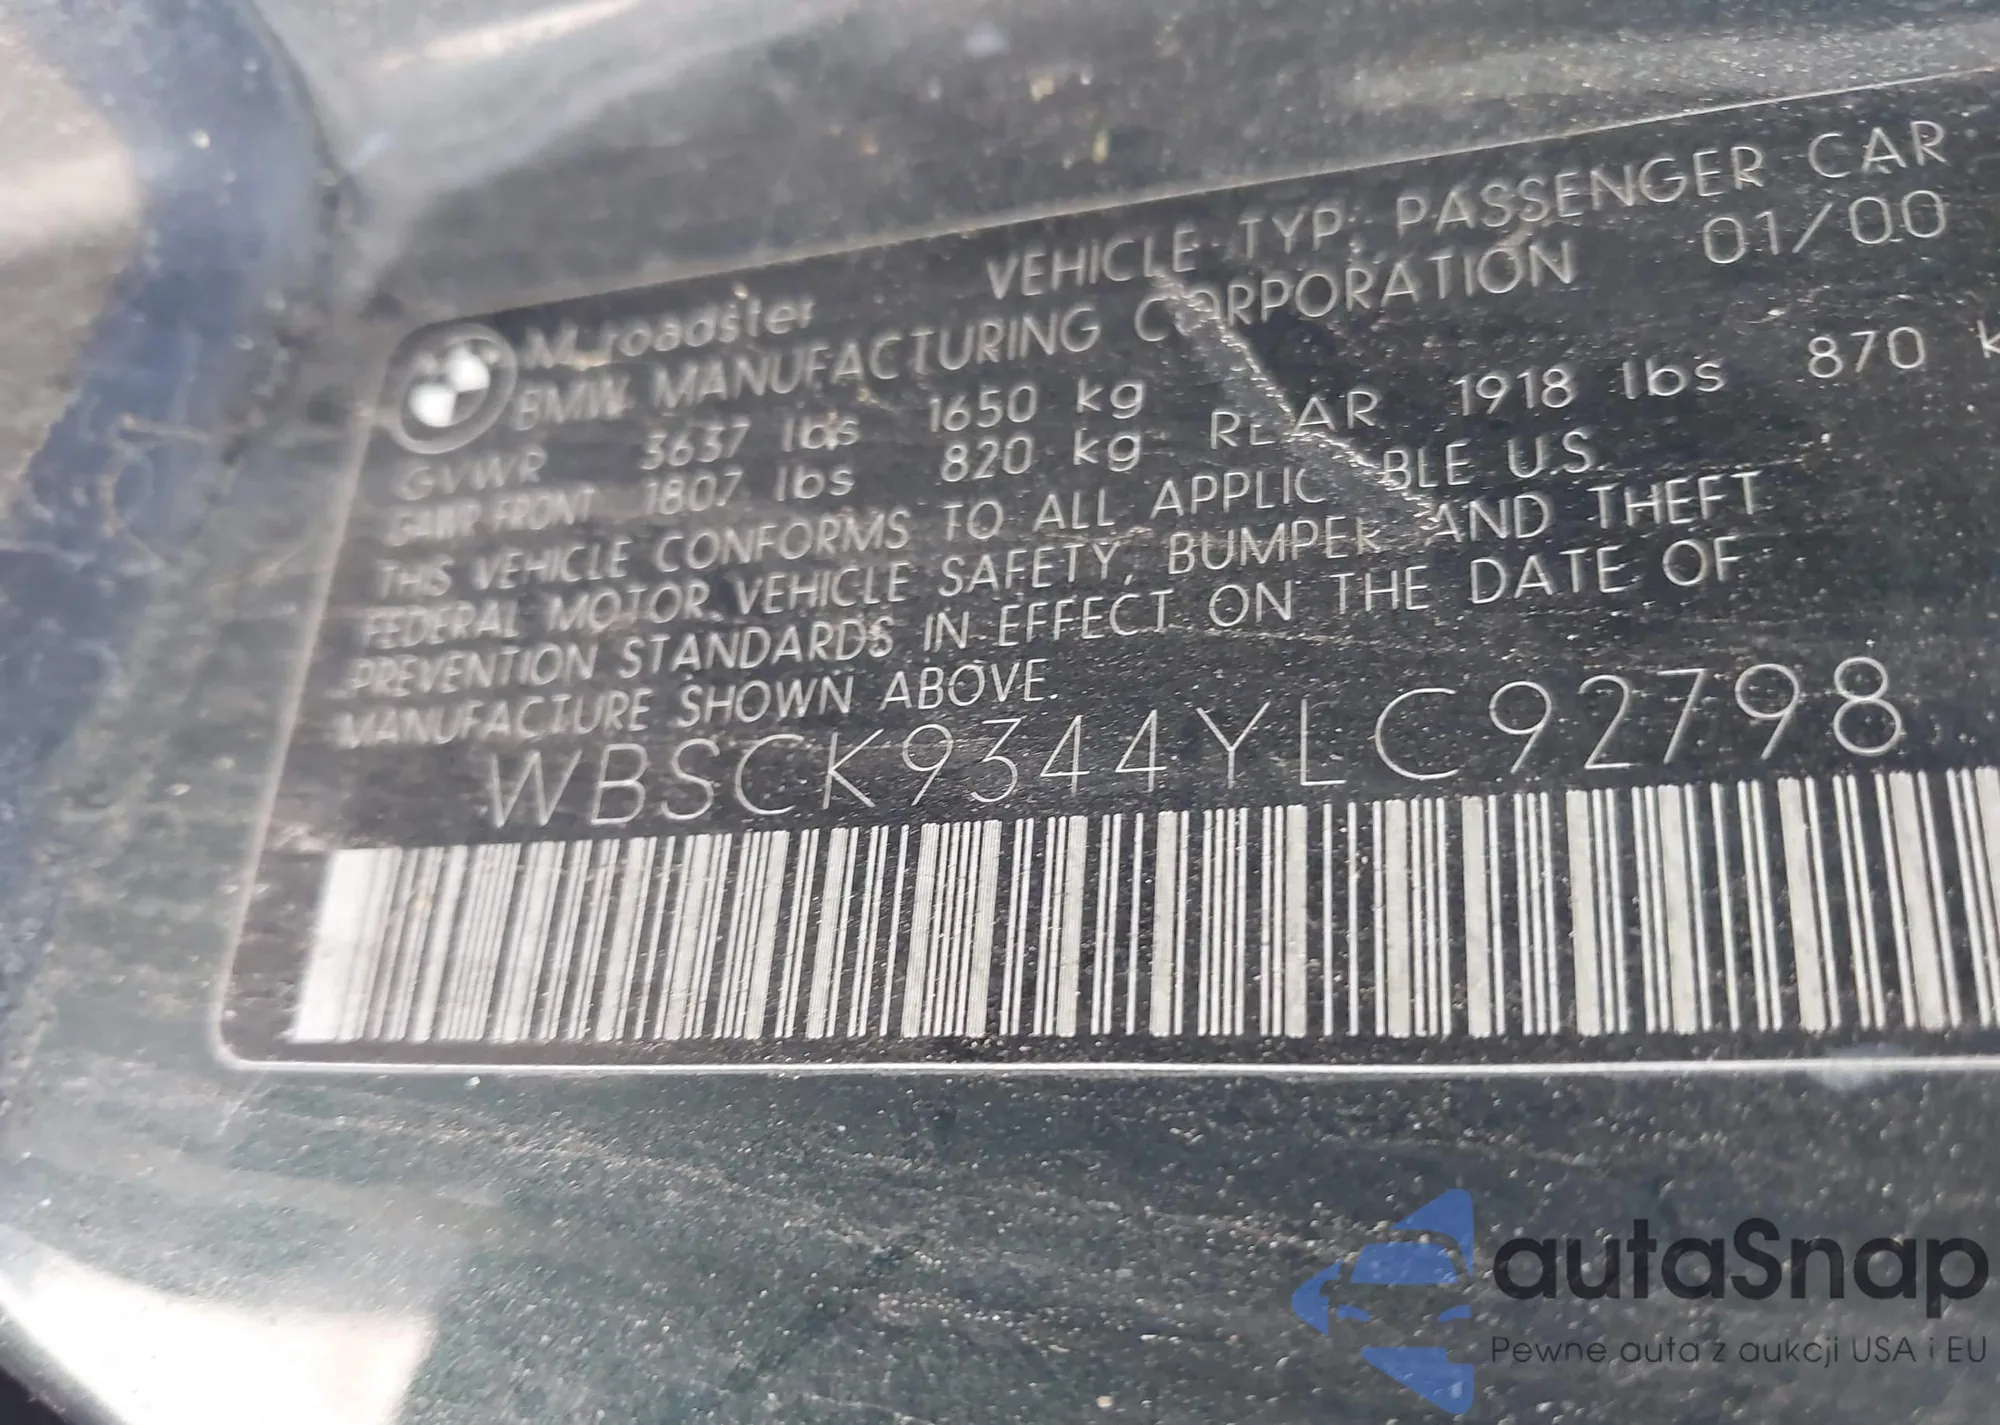 VEHICLE TYP: PASSENGER CAR
M roadster
BMW MANUFACTURING CORPORATION 01/00
GVWR 3637 lbs 1650 kg
GAWR FRONT 1807 lbs 820 kg REAR 1918 lbs 870 k
THIS VEHICLE CONFORMS TO ALL APPLICABLE U.S.
FEDERAL MOTOR VEHICLE SAFETY, BUMPER AND THEFT
PREVENTION STANDARDS IN EFFECT ON THE DATE OF
MANUFACTURE SHOWN ABOVE.
WBSCK9344YLC92798
autaSnap
Pewne auta z aukcji USA i EU